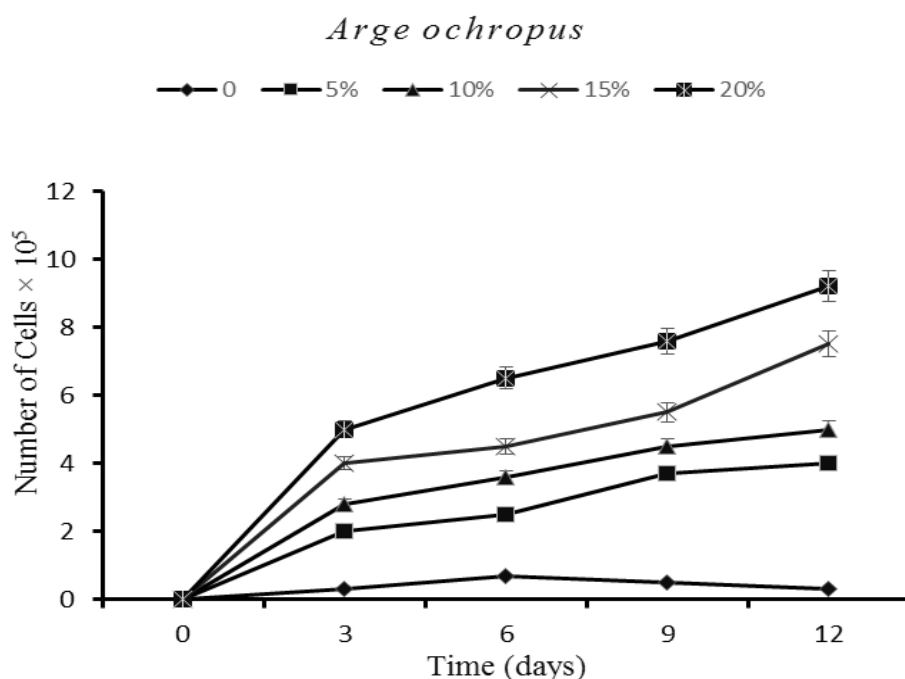 Arge ochropus
0 5% 10% 15% 20%
12
10
8
6
4
2
0
Number of Cells × 10⁵
0 3 6 9 12
Time (days)